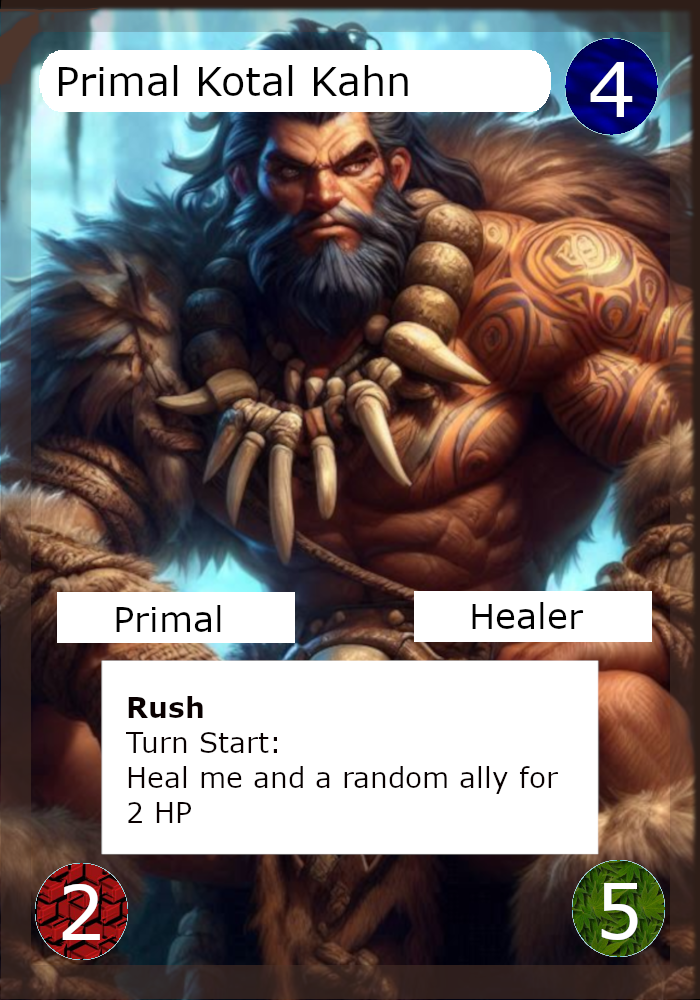 Primal Kotal Kahn
4
Primal
Healer
Rush
Turn Start:
Heal me and a random ally for
2 HP
2
5